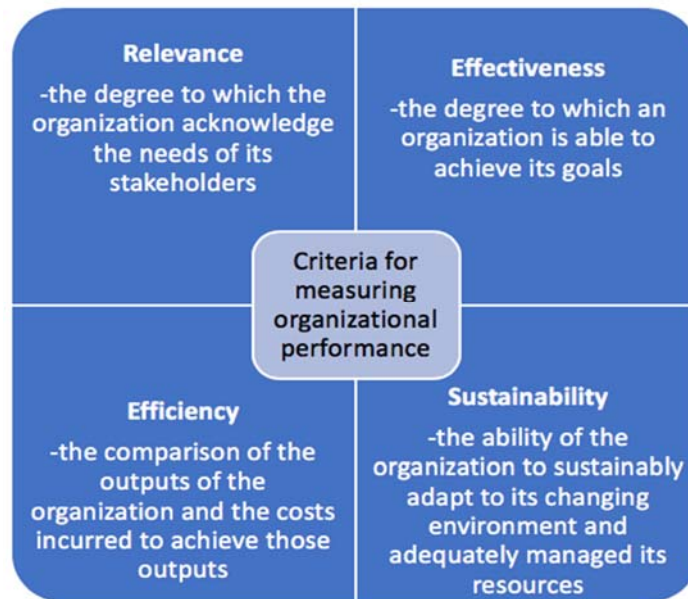 Relevance
-the degree to which the
organization acknowledge
the needs of its
stakeholders
Effectiveness
-the degree to which an
organization is able to
achieve its goals
Criteria for
measuring
organizational
performance
Efficiency
-the comparison of the
outputs of the
organization and the costs
incurred to achieve those
outputs
Sustainability
-the ability of the
organization to sustainably
adapt to its changing
environment and
adequately managed its
resources